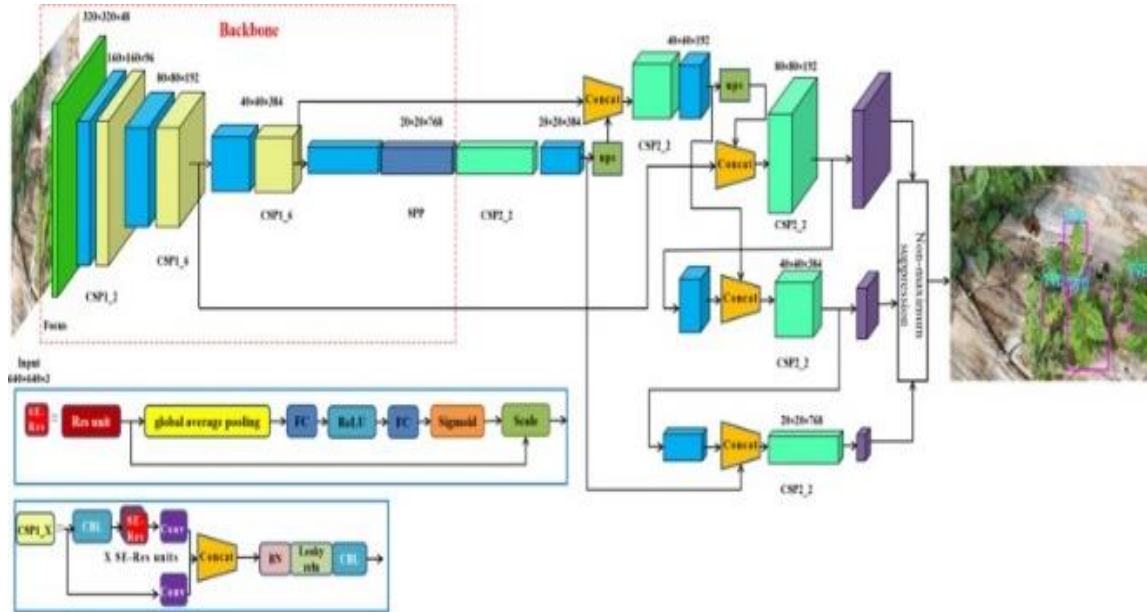 320×320×48
Backbone
160×160×96
80×80×192
40×40×384
20×20×768
20×20×384
40×40×192
80×80×192
Concat
ups
CSP2_2
ups
Concat
CSP1_2
CSP1_6
CSP1_6
SPP
CSP2_2
CSP2_2
Focus
40×40×384
Concat
CSP2_2
Non-maximum
suppression
Input
640×640×3
20×20×768
Concat
CSP2_2
SE-
Res
=
Res unit
global average pooling
FC
ReLU
FC
Sigmoid
Scale
CSP1_X
=
CBL
SE-
Res
Conv
X SE-Res units
Concat
Conv
BN
Leaky
relu
CBL